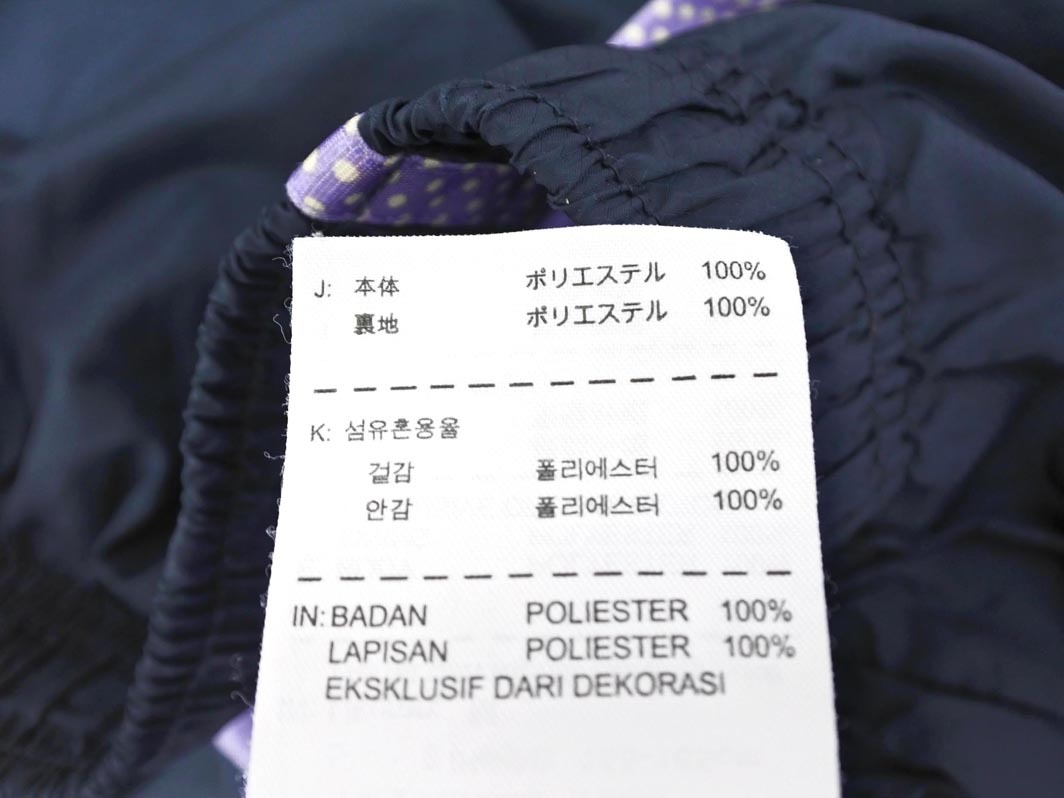 J: 本体 ポリエステル 100%
裏地 ポリエステル 100%
K: 섬유혼용율
겉감 폴리에스터 100%
안감 폴리에스터 100%
IN: BADAN POLIESTER 100%
LAPISAN POLIESTER 100%
EKSKLUSIF DARI DEKORASI